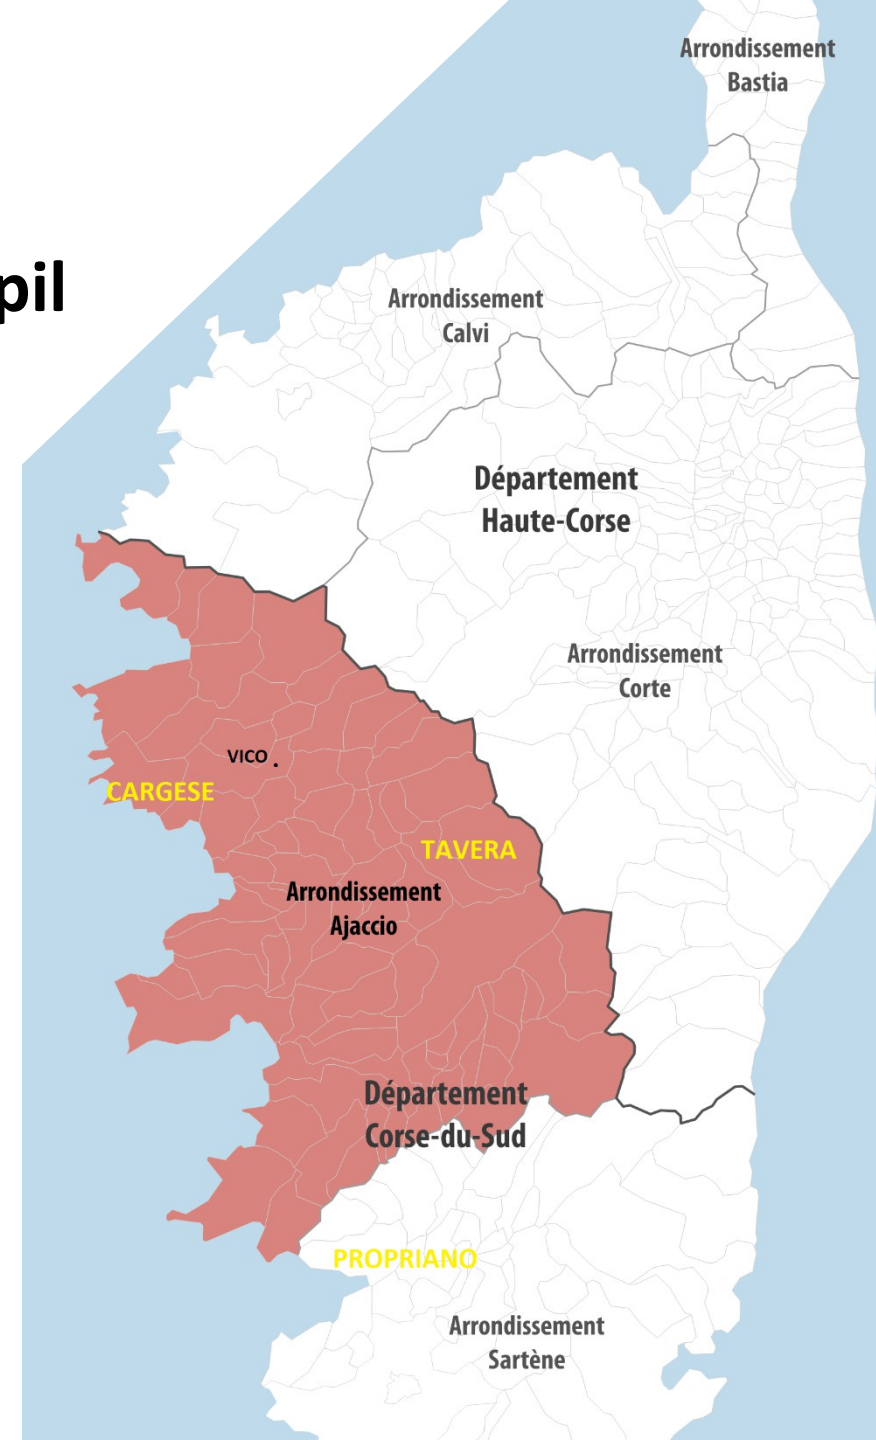 Arrondissement
Bastia
pil
Arrondissement
Calvi
Département
Haute-Corse
Arrondissement
Corte
VICO .
CARGESE
TAVERA
Arrondissement
Ajaccio
Département
Corse-du-Sud
PROPRIANO
Arrondissement
Sartène